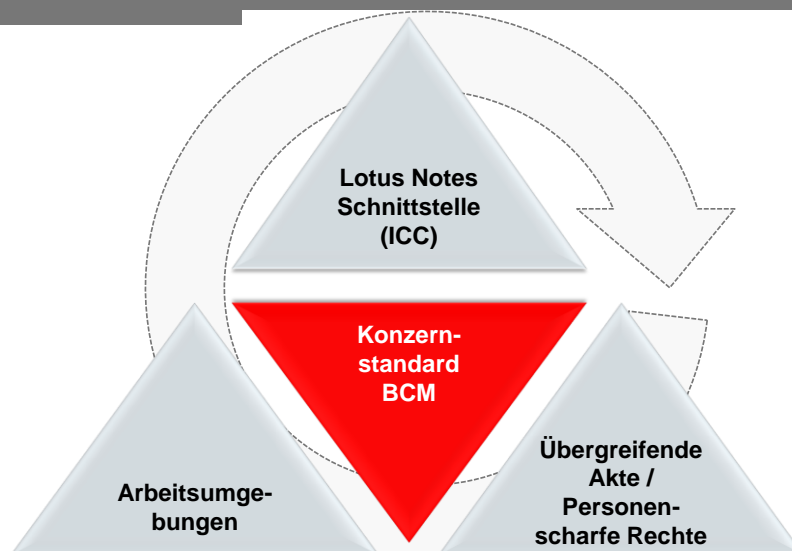 Lotus Notes
Schnittstelle
(ICC)
Konzern-
standard
BCM
Arbeitsumge-
bungen
Übergreifende
Akte /
Personen-
scharfe Rechte